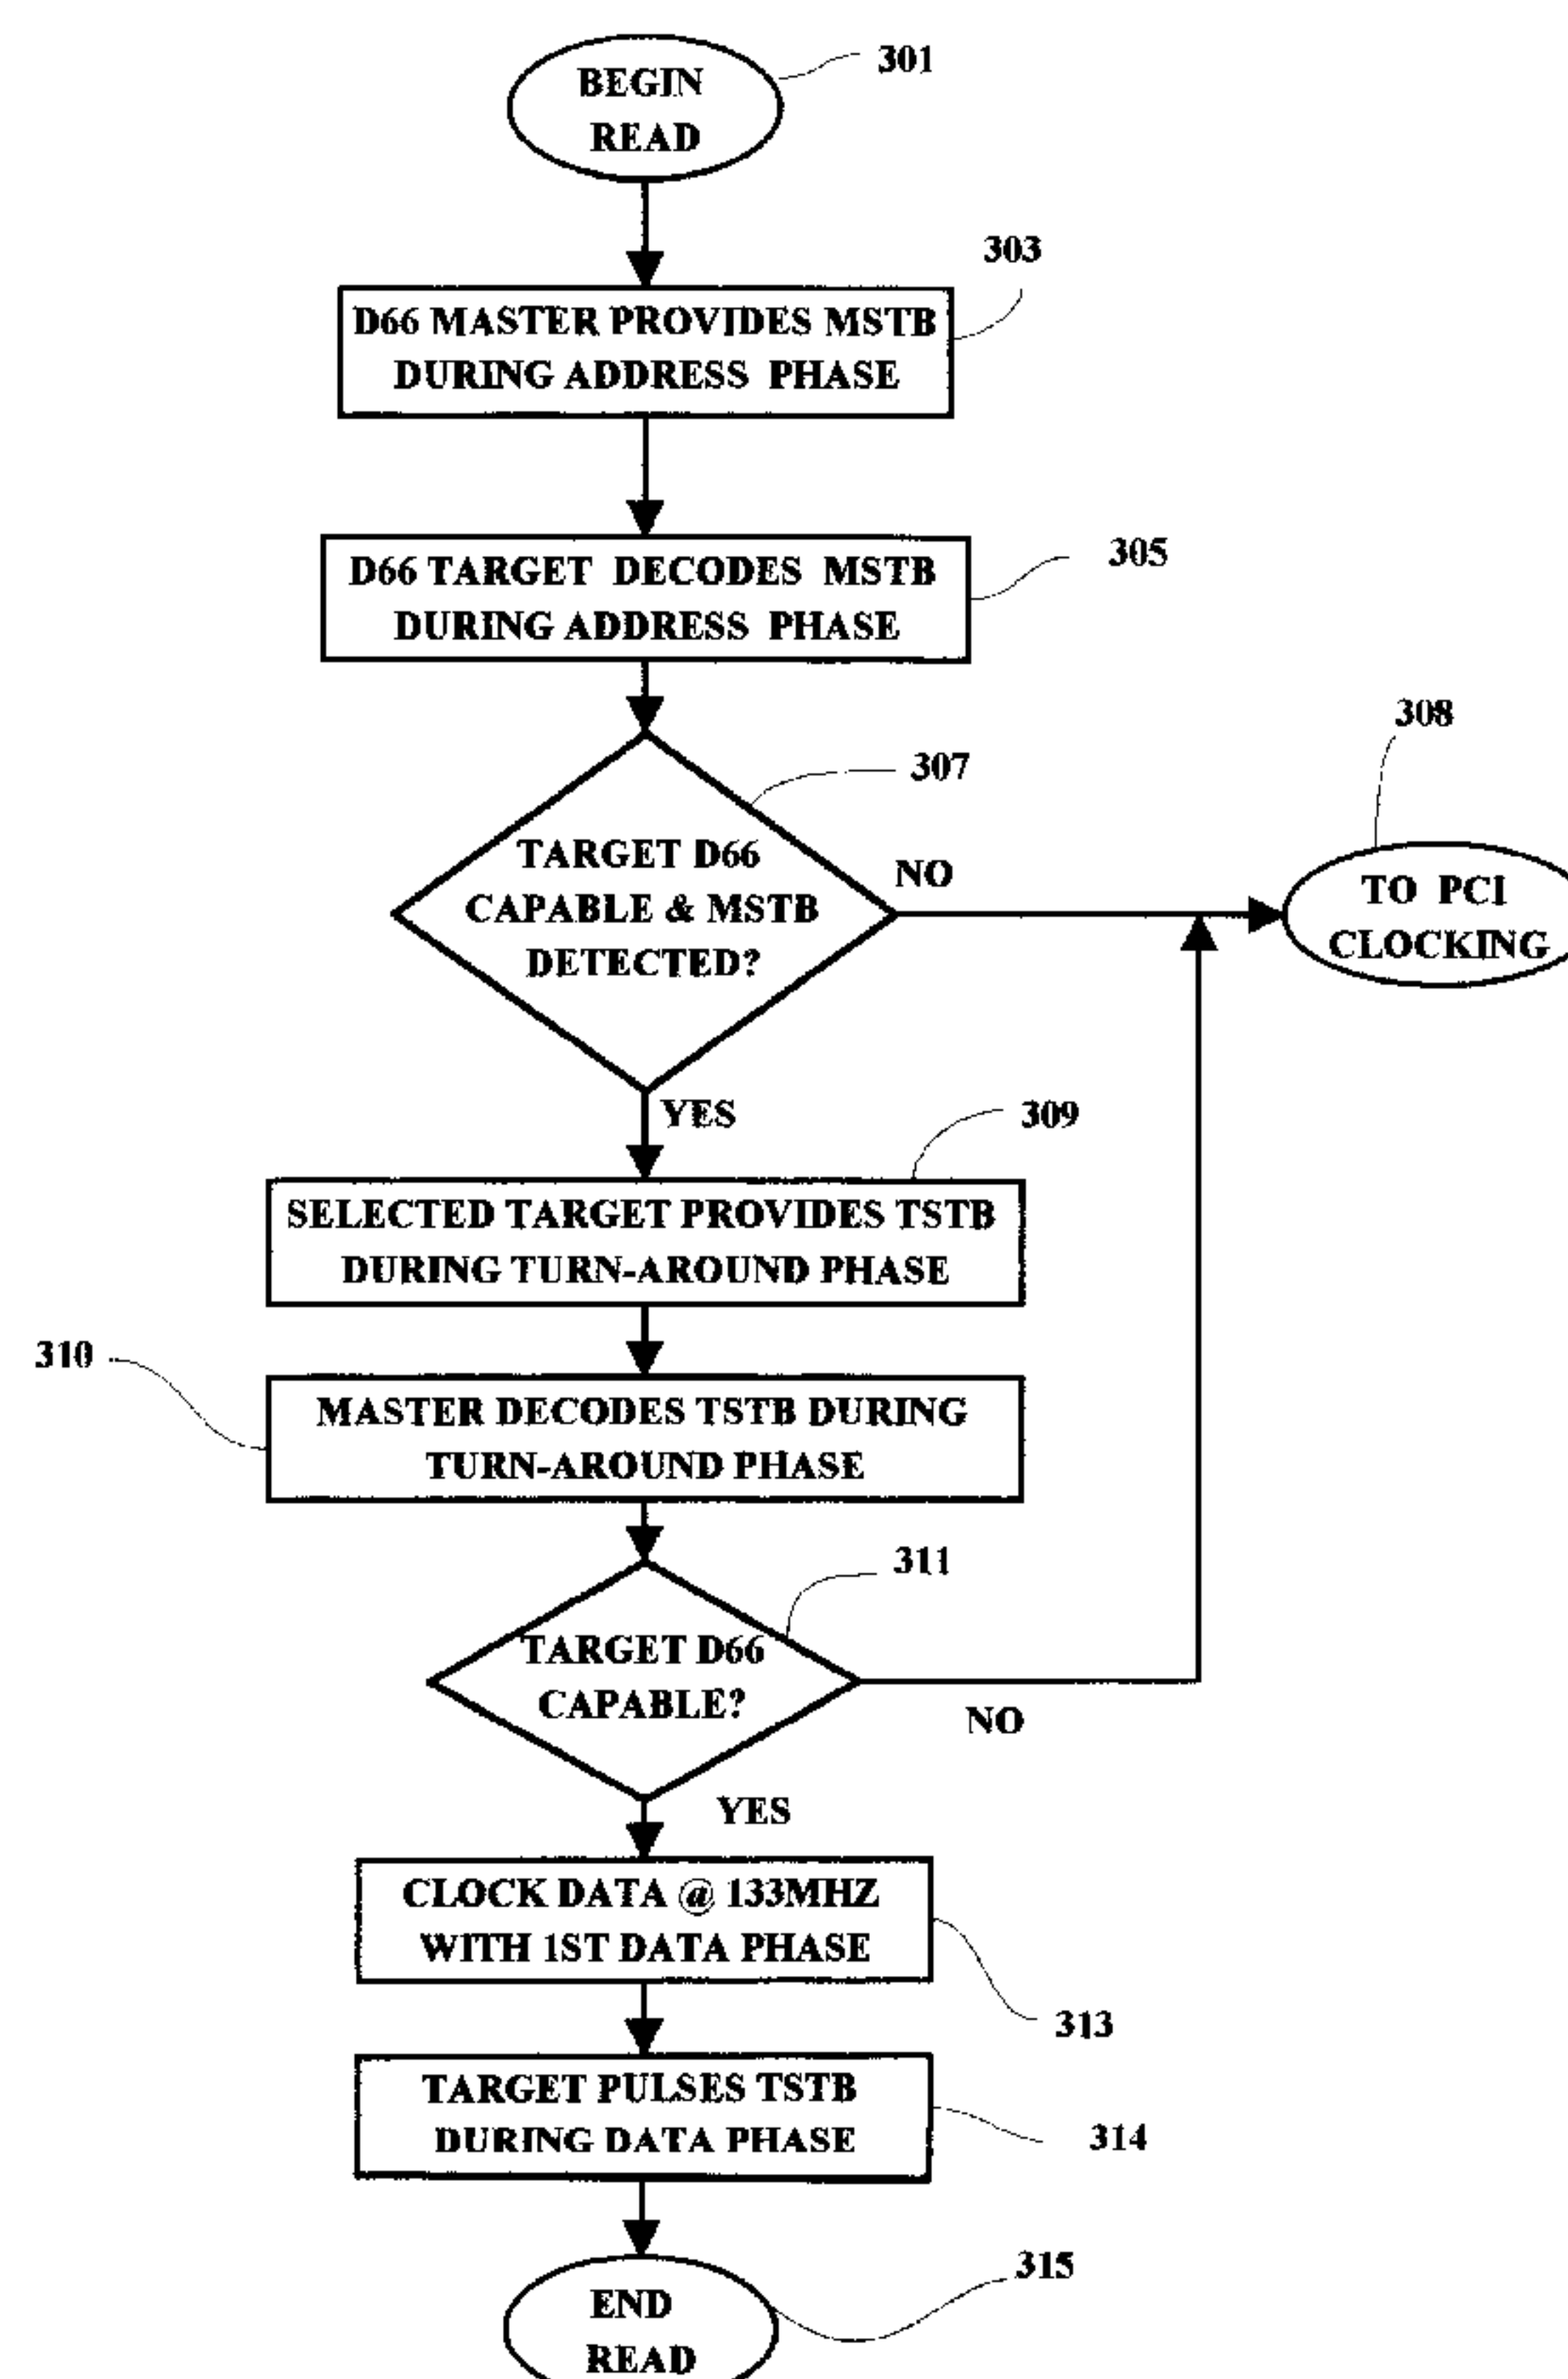 BEGIN
READ
301
303
D66 MASTER PROVIDES MSTB
DURING ADDRESS PHASE
305
D66 TARGET DECODES MSTB
DURING ADDRESS PHASE
307
308
TARGET D66
CAPABLE & MSTB
DETECTED?
NO
TO PCI
CLOCKING
YES
309
SELECTED TARGET PROVIDES TSTB
DURING TURN-AROUND PHASE
310
MASTER DECODES TSTB DURING
TURN-AROUND PHASE
311
TARGET D66
CAPABLE?
NO
YES
CLOCK DATA @ 133MHZ
WITH 1ST DATA PHASE
313
TARGET PULSES TSTB
DURING DATA PHASE
314
315
END
READ